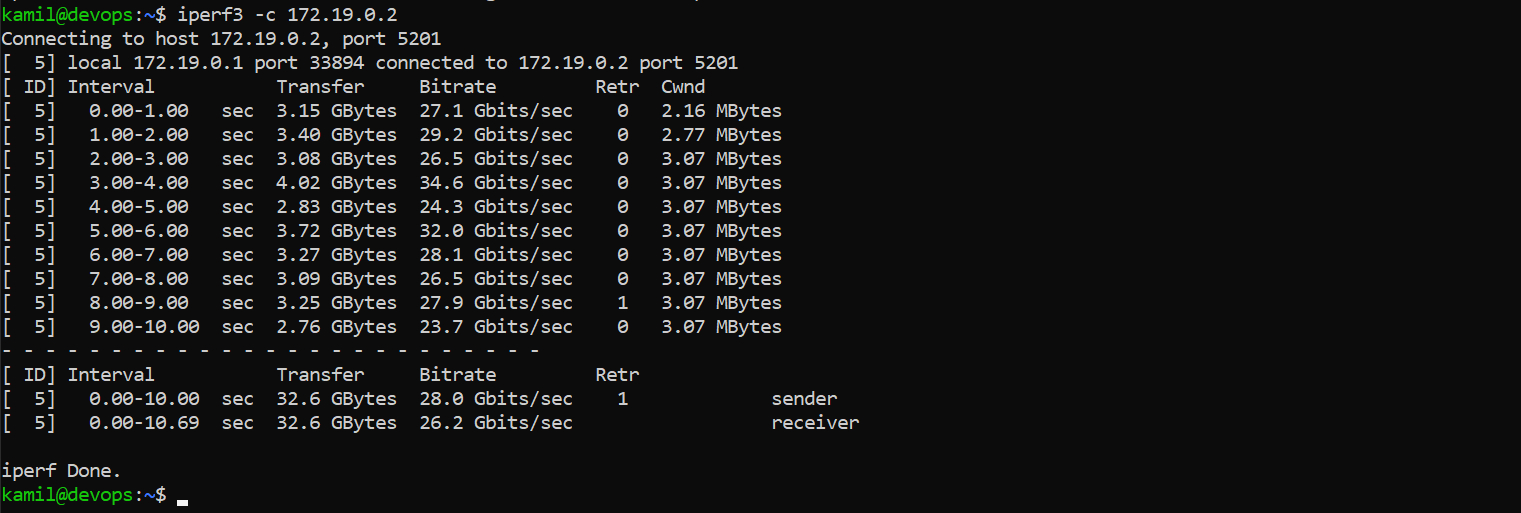 kamil@devops:~$ iperf3 -c 172.19.0.2
Connecting to host 172.19.0.2, port 5201
[  5] local 172.19.0.1 port 33894 connected to 172.19.0.2 port 5201
[ ID] Interval           Transfer     Bitrate         Retr  Cwnd
[  5]   0.00-1.00   sec  3.15 GBytes  27.1 Gbits/sec    0   2.16 MBytes
[  5]   1.00-2.00   sec  3.40 GBytes  29.2 Gbits/sec    0   2.77 MBytes
[  5]   2.00-3.00   sec  3.08 GBytes  26.5 Gbits/sec    0   3.07 MBytes
[  5]   3.00-4.00   sec  4.02 GBytes  34.6 Gbits/sec    0   3.07 MBytes
[  5]   4.00-5.00   sec  2.83 GBytes  24.3 Gbits/sec    0   3.07 MBytes
[  5]   5.00-6.00   sec  3.72 GBytes  32.0 Gbits/sec    0   3.07 MBytes
[  5]   6.00-7.00   sec  3.27 GBytes  28.1 Gbits/sec    0   3.07 MBytes
[  5]   7.00-8.00   sec  3.09 GBytes  26.5 Gbits/sec    0   3.07 MBytes
[  5]   8.00-9.00   sec  3.25 GBytes  27.9 Gbits/sec    1   3.07 MBytes
[  5]   9.00-10.00  sec  2.76 GBytes  23.7 Gbits/sec    0   3.07 MBytes
- - - - - - - - - - - - - - - - - - - - - - - - -
[ ID] Interval           Transfer     Bitrate         Retr
[  5]   0.00-10.00  sec  32.6 GBytes  28.0 Gbits/sec    1             sender
[  5]   0.00-10.69  sec  32.6 GBytes  26.2 Gbits/sec                  receiver
iperf Done.
kamil@devops:~$